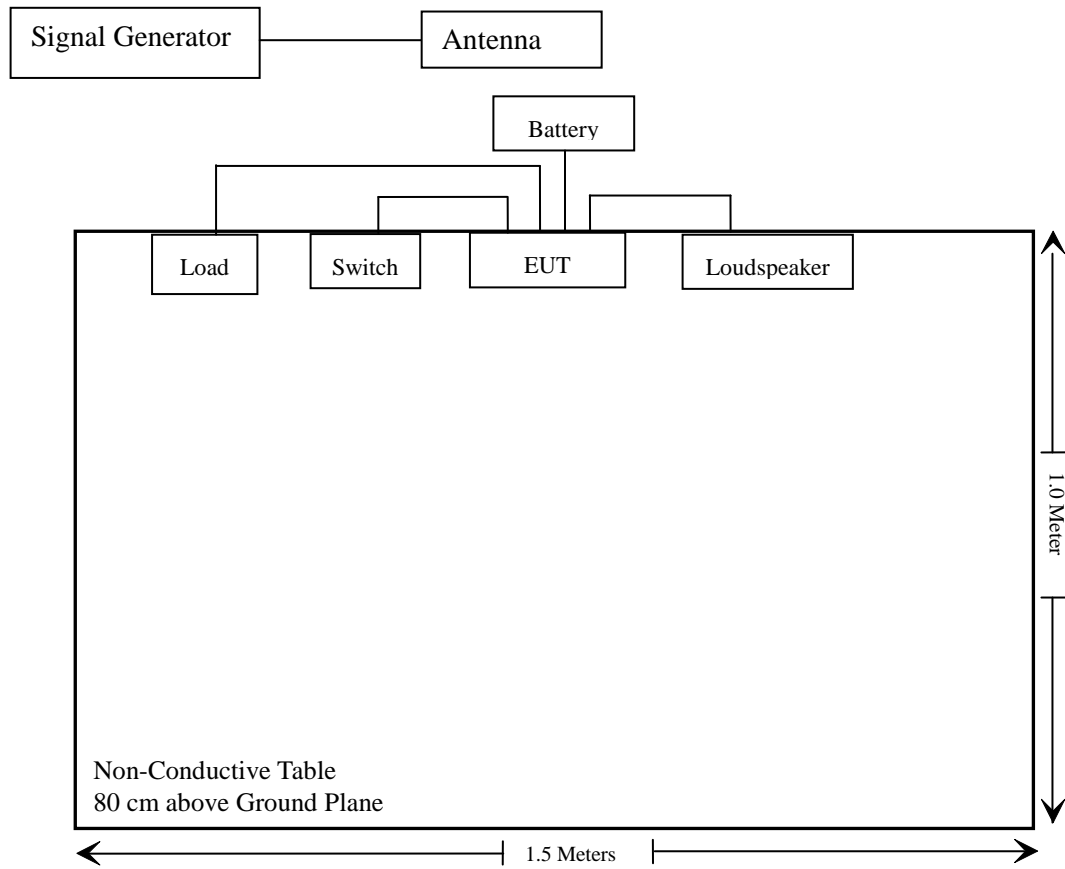 Signal Generator
Antenna
Battery
Load
Switch
EUT
Loudspeaker
1.0 Meter
Non-Conductive Table
80 cm above Ground Plane
1.5 Meters